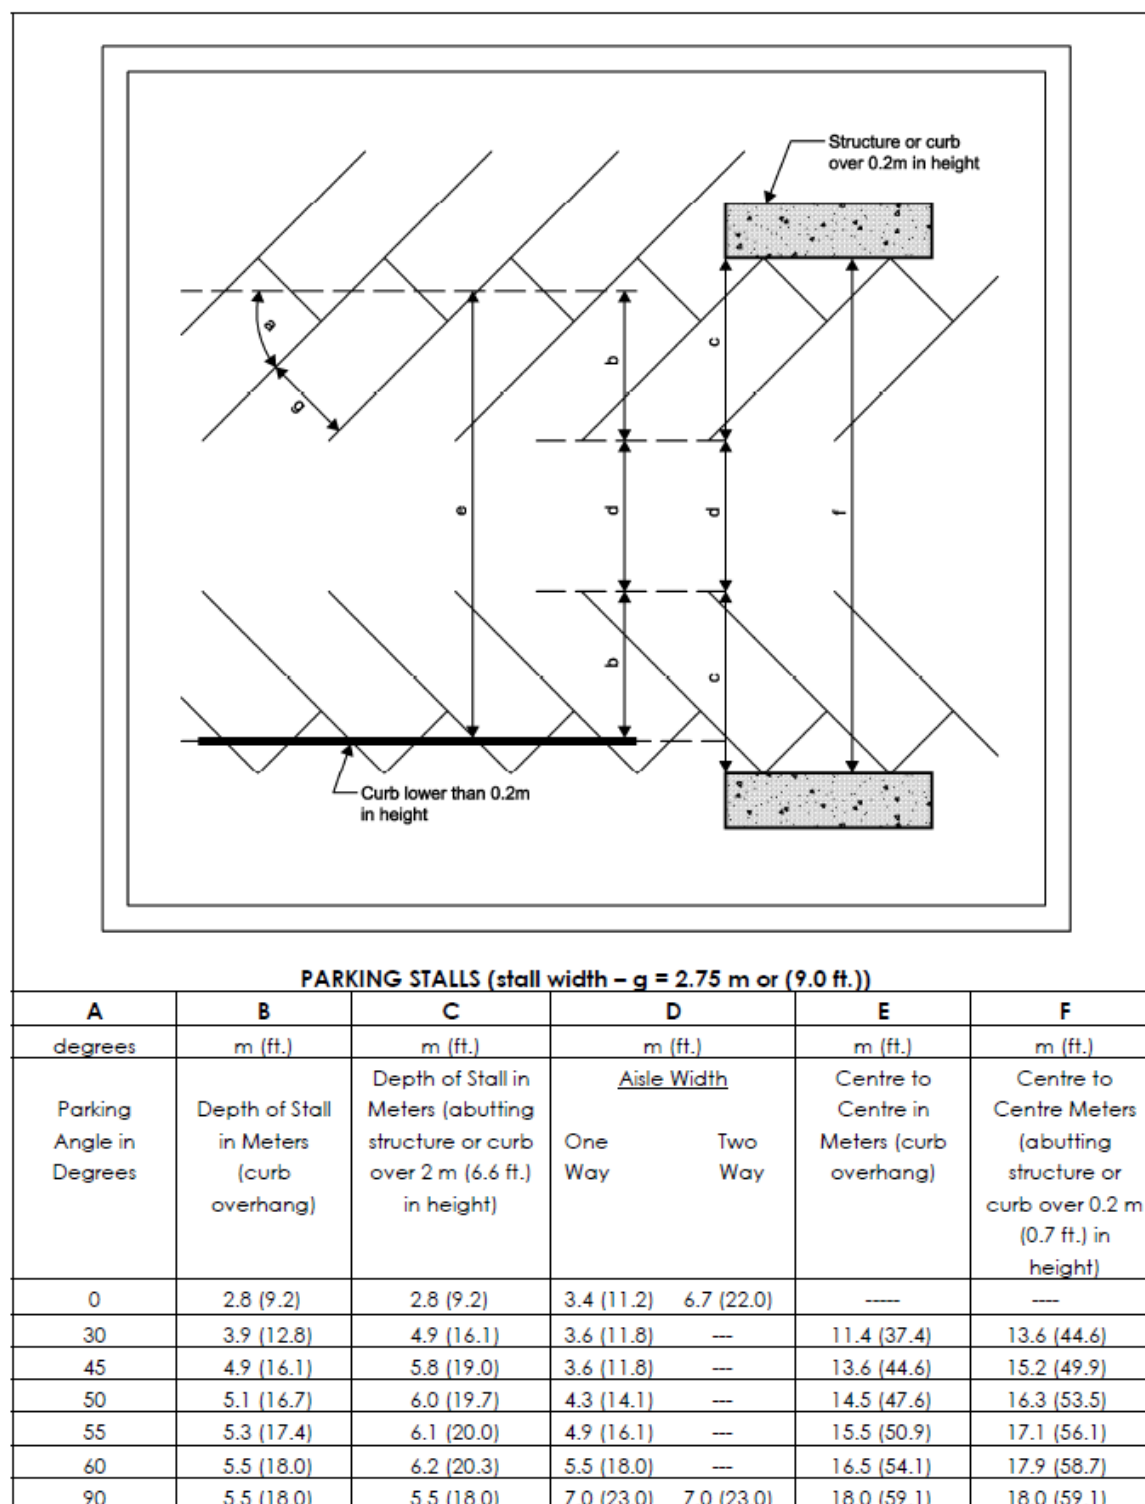 Structure or curb
over 0.2m in height
a
g
b
c
e
d
d
f
b
c
Curb lower than 0.2m
in height
PARKING STALLS (stall width – g = 2.75 m or (9.0 ft.))
A B C D E F
degrees m (ft.) m (ft.) m (ft.) m (ft.) m (ft.)
Parking Angle in Degrees
Depth of Stall in Meters (curb overhang)
Depth of Stall in Meters (abutting structure or curb over 2 m (6.6 ft.) in height)
Aisle Width
One Way Two Way
Centre to Centre in Meters (curb overhang)
Centre to Centre Meters (abutting structure or curb over 0.2 m (0.7 ft.) in height)
0 2.8 (9.2) 2.8 (9.2) 3.4 (11.2) 6.7 (22.0) ----- ----
30 3.9 (12.8) 4.9 (16.1) 3.6 (11.8) --- 11.4 (37.4) 13.6 (44.6)
45 4.9 (16.1) 5.8 (19.0) 3.6 (11.8) --- 13.6 (44.6) 15.2 (49.9)
50 5.1 (16.7) 6.0 (19.7) 4.3 (14.1) --- 14.5 (47.6) 16.3 (53.5)
55 5.3 (17.4) 6.1 (20.0) 4.9 (16.1) --- 15.5 (50.9) 17.1 (56.1)
60 5.5 (18.0) 6.2 (20.3) 5.5 (18.0) --- 16.5 (54.1) 17.9 (58.7)
90 5.5 (18.0) 5.5 (18.0) 7.0 (23.0) 7.0 (23.0) 18.0 (59.1) 18.0 (59.1)